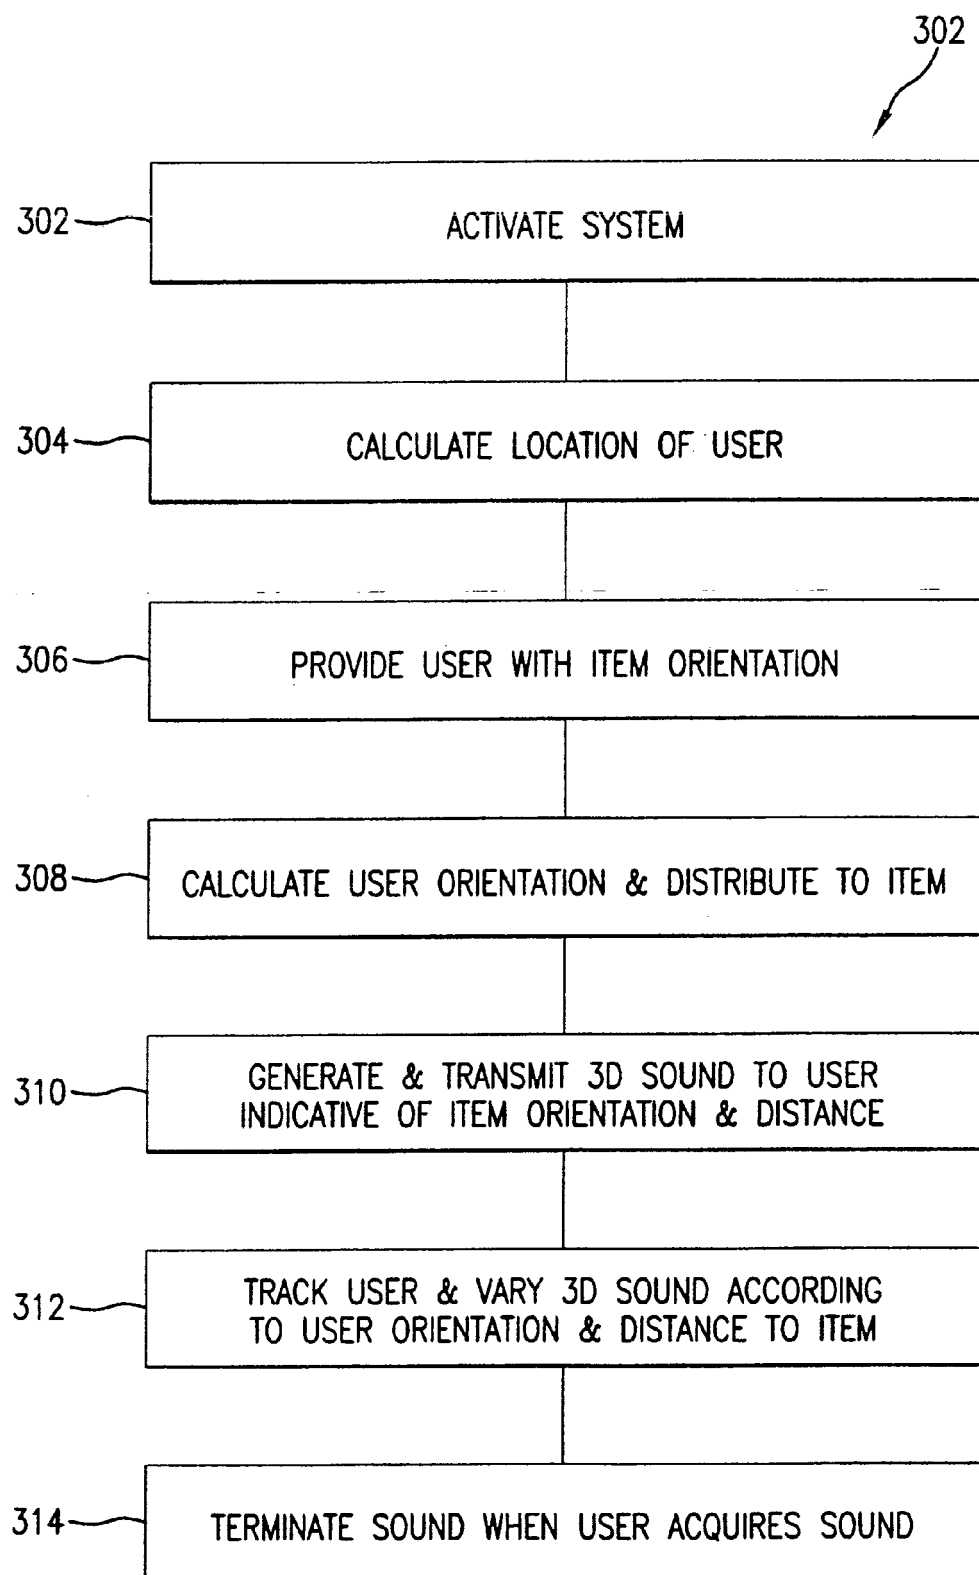 302
302 ACTIVATE SYSTEM
304 CALCULATE LOCATION OF USER
306 PROVIDE USER WITH ITEM ORIENTATION
308 CALCULATE USER ORIENTATION & DISTRIBUTE TO ITEM
310 GENERATE & TRANSMIT 3D SOUND TO USER
INDICATIVE OF ITEM ORIENTATION & DISTANCE
312 TRACK USER & VARY 3D SOUND ACCORDING
TO USER ORIENTATION & DISTANCE TO ITEM
314 TERMINATE SOUND WHEN USER ACQUIRES SOUND